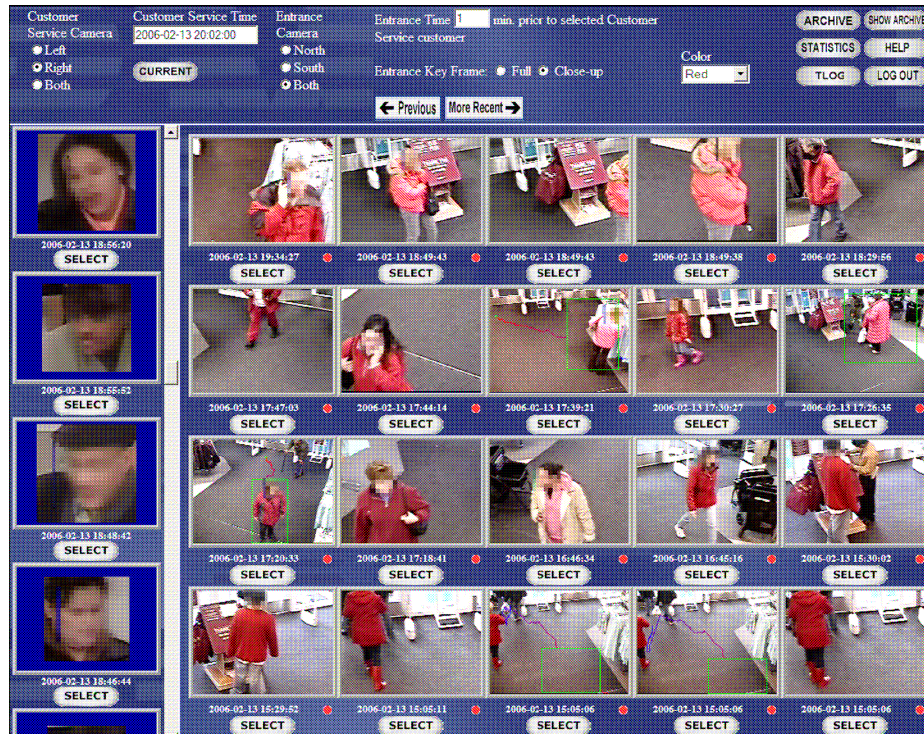 Customer
Service Camera
Left
Right
Both
Customer Service Time
2006-02-13 20:02:00
CURRENT
Entrance
Camera
North
South
Both
Entrance Time 1 min. prior to selected Customer
Service customer
Entrance Key Frame: Full Close-up
Previous More Recent
Color
Red
ARCHIVE SHOW ARCHIVE
STATISTICS HELP
TLOG LOG OUT
2006-02-13 18:56:20
SELECT
2006-02-13 18:55:52
SELECT
2006-02-13 18:48:42
SELECT
2006-02-13 18:46:44
SELECT
2006-02-13 19:34:27 2006-02-13 18:49:43 2006-02-13 18:49:43 2006-02-13 18:49:38 2006-02-13 18:29:56
SELECT SELECT SELECT SELECT SELECT
2006-02-13 17:47:03 2006-02-13 17:44:14 2006-02-13 17:39:21 2006-02-13 17:30:27 2006-02-13 17:26:35
SELECT SELECT SELECT SELECT SELECT
2006-02-13 17:20:33 2006-02-13 17:18:41 2006-02-13 16:46:34 2006-02-13 16:45:16 2006-02-13 15:30:02
SELECT SELECT SELECT SELECT SELECT
2006-02-13 15:29:52 2006-02-13 15:05:11 2006-02-13 15:05:06 2006-02-13 15:05:06 2006-02-13 15:05:06
SELECT SELECT SELECT SELECT SELECT